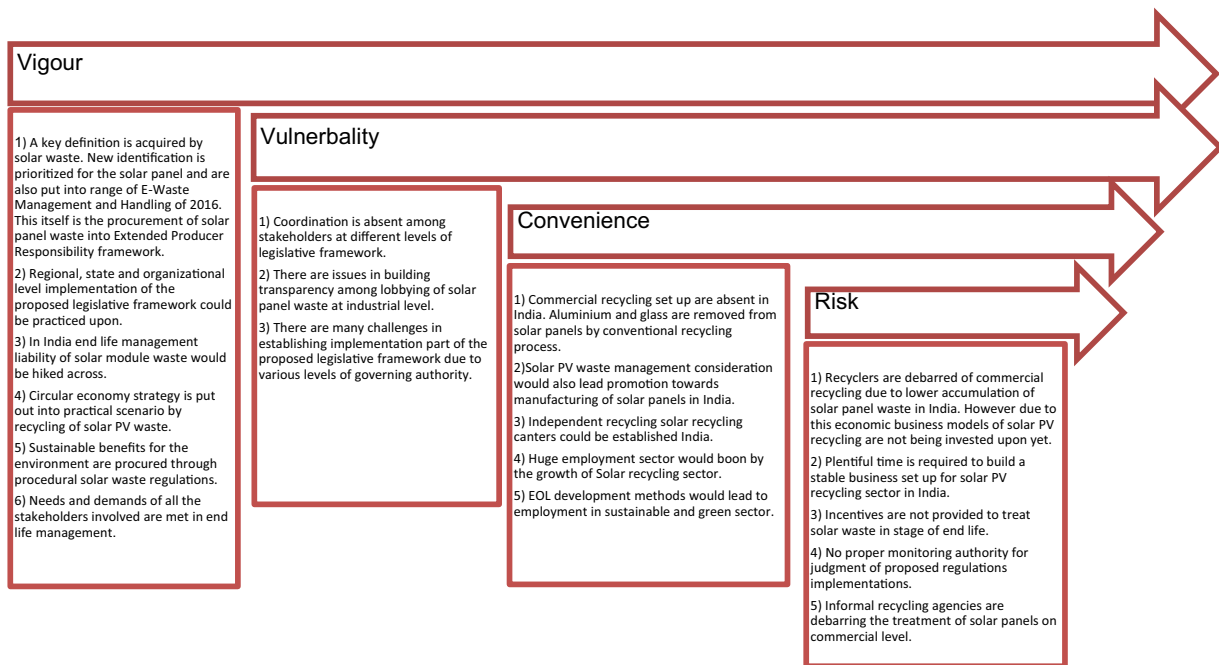 Vigour
1) A key definition is acquired by
solar waste. New identification is
prioritized for the solar panel and are
also put into range of E-Waste
Management and Handling of 2016.
This itself is the procurement of solar
panel waste into Extended Producer
Responsibility framework.
2) Regional, state and organizational
level implementation of the
proposed legislative framework could
be practiced upon.
3) In India end life management
liability of solar module waste would
be hiked across.
4) Circular economy strategy is put
out into practical scenario by
recycling of solar PV waste.
5) Sustainable benefits for the
environment are procured through
procedural solar waste regulations.
6) Needs and demands of all the
stakeholders involved are met in end
life management.
Vulnerbality
1) Coordination is absent among
stakeholders at different levels of
legislative framework.
2) There are issues in building
transparency among lobbying of solar
panel waste at industrial level.
3) There are many challenges in
establishing implementation part of the
proposed legislative framework due to
various levels of governing authority.
Convenience
1) Commercial recycling set up are absent in
India. Aluminium and glass are removed from
solar panels by conventional recycling
process.
2)Solar PV waste management consideration
would also lead promotion towards
manufacturing of solar panels in India.
3) Independent recycling solar recycling
canters could be established India.
4) Huge employment sector would boon by
the growth of Solar recycling sector.
5) EOL development methods would lead to
employment in sustainable and green sector.
Risk
1) Recyclers are debarred of commercial
recycling due to lower accumulation of
solar panel waste in India. However due to
this economic business models of solar PV
recycling are not being invested upon yet.
2) Plentiful time is required to build a
stable business set up for solar PV
recycling sector in India.
3) Incentives are not provided to treat
solar waste in stage of end life.
4) No proper monitoring authority for
judgment of proposed regulations
implementations.
5) Informal recycling agencies are
debarring the treatment of solar panels on
commercial level.